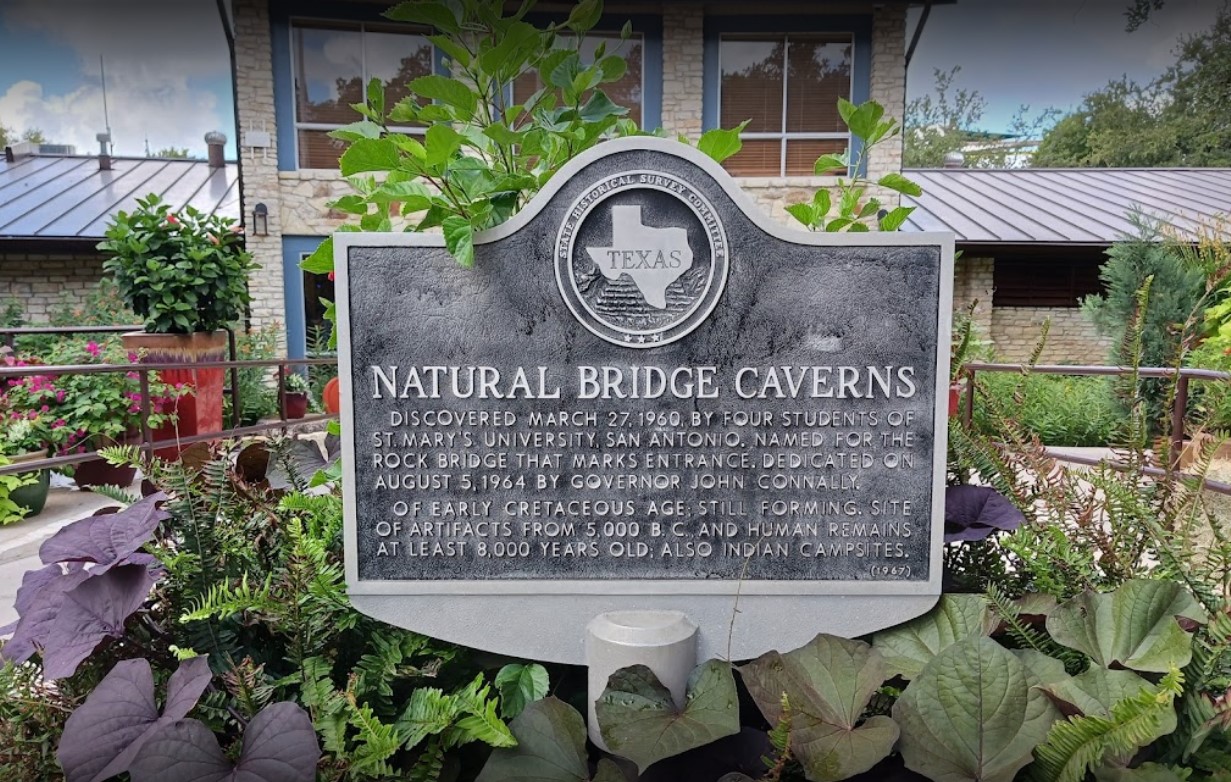 STATE HISTORICAL SURVEY COMMITTEE
TEXAS
NATURAL BRIDGE CAVERNS
DISCOVERED MARCH 27, 1960, BY FOUR STUDENTS OF
ST. MARY'S UNIVERSITY, SAN ANTONIO. NAMED FOR THE
ROCK BRIDGE THAT MARKS ENTRANCE. DEDICATED ON
AUGUST 5, 1964 BY GOVERNOR JOHN CONNALLY.
OF EARLY CRETACEOUS AGE; STILL FORMING. SITE
OF ARTIFACTS FROM 5,000 B.C. AND HUMAN REMAINS
AT LEAST 8,000 YEARS OLD; ALSO INDIAN CAMPSITES.
(1967)